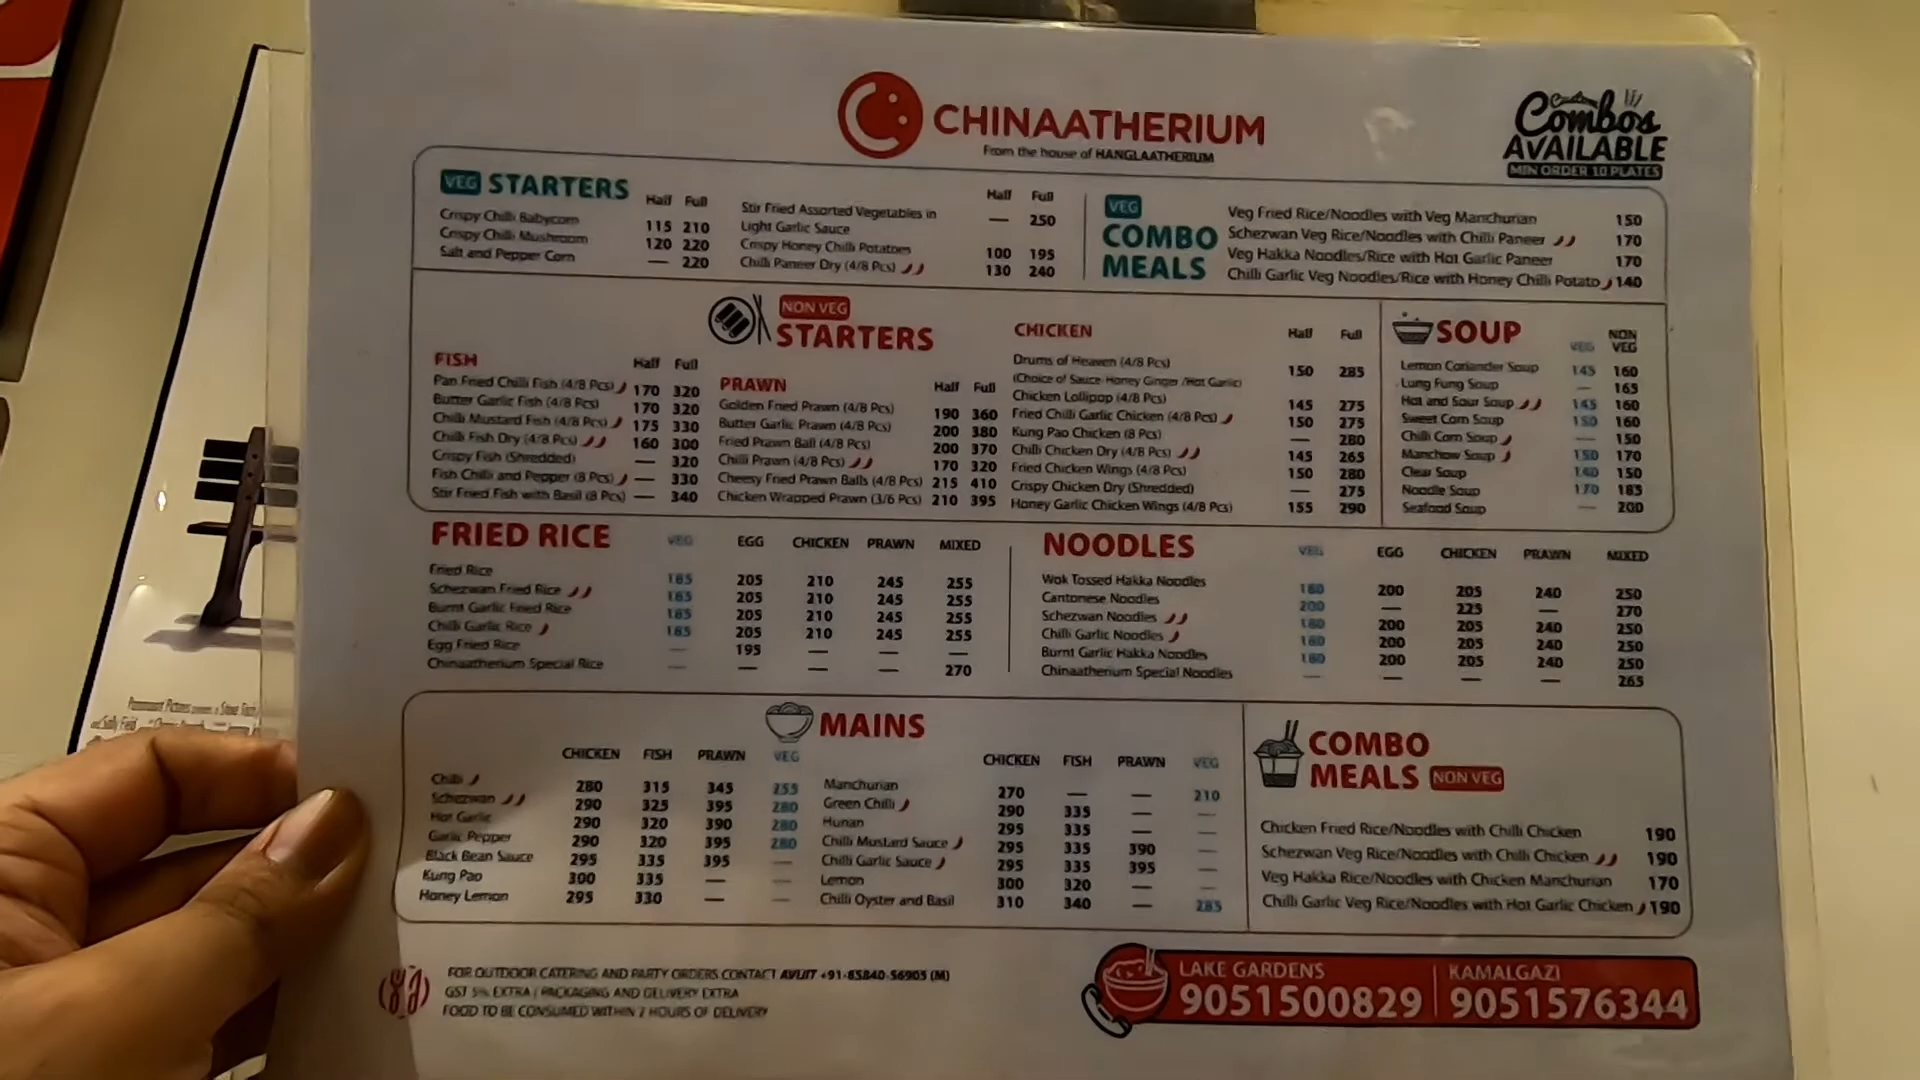 CHINAATHERIUM
From the house of HANGLAATHERIUM
Custom Combos
AVAILABLE
MIN ORDER 10 PLATES
VEG STARTERS Half Full
Crispy Chilli Babycorn 115 210
Crispy Chilli Mushroom 120 220
Salt and Pepper Corn — 220
Half Full
Stir Fried Assorted Vegetables in — 250
Light Garlic Sauce
Crispy Honey Chilli Potatoes 100 195
Chilli Paneer Dry (4/8 Pcs) 130 240
VEG
COMBO
MEALS
Veg Fried Rice/Noodles with Veg Manchurian 150
Schezwan Veg Rice/Noodles with Chilli Paneer 170
Veg Hakka Noodles/Rice with Hot Garlic Paneer 170
Chilli Garlic Veg Noodles/Rice with Honey Chilli Potato 140
NON VEG
STARTERS
FISH Half Full
Pan Fried Chilli Fish (4/8 Pcs) 170 320
Butter Garlic Fish (4/8 Pcs) 170 320
Chilli Mustard Fish (4/8 Pcs) 175 330
Chilli Fish Dry (4/8 Pcs) 160 300
Crispy Fish (Shredded) — 320
Fish Chilli and Pepper (8 Pcs) — 330
Stir Fried Fish with Basil (8 Pcs) — 340
PRAWN Half Full
Golden Fried Prawn (4/8 Pcs) 190 360
Butter Garlic Prawn (4/8 Pcs) 200 380
Fried Prawn Ball (4/8 Pcs) 200 370
Chilli Prawn (4/8 Pcs) 170 320
Cheesy Fried Prawn Balls (4/8 Pcs) 215 410
Chicken Wrapped Prawn (3/6 Pcs) 210 395
CHICKEN Half Full
Drums of Heaven (4/8 Pcs) 150 285
(Choice of Sauce: Honey Ginger /Hot Garlic)
Chicken Lollipop (4/8 Pcs) 145 275
Fried Chilli Garlic Chicken (4/8 Pcs) 150 275
Kung Pao Chicken (8 Pcs) — 280
Chilli Chicken Dry (4/8 Pcs) 145 265
Fried Chicken Wings (4/8 Pcs) 150 280
Crispy Chicken Dry (Shredded) — 275
Honey Garlic Chicken Wings (4/8 Pcs) 155 290
SOUP VEG NON VEG
Lemon Coriander Soup 145 160
Lung Fung Soup — 165
Hot and Sour Soup 145 160
Sweet Corn Soup 150 160
Chilli Corn Soup — 150
Manchow Soup 150 170
Clear Soup 140 150
Noodle Soup 170 185
Seafood Soup — 200
FRIED RICE VEG EGG CHICKEN PRAWN MIXED
Fried Rice 185 205 210 245 255
Schezwan Fried Rice 185 205 210 245 255
Burnt Garlic Fried Rice 185 205 210 245 255
Chilli Garlic Rice 185 205 210 245 255
Egg Fried Rice — 195 — — —
Chinaatherium Special Rice — — — — 270
NOODLES VEG EGG CHICKEN PRAWN MIXED
Wok Tossed Hakka Noodles 180 200 205 240 250
Cantonese Noodles 200 — 225 — 270
Schezwan Noodles 180 200 205 240 250
Chilli Garlic Noodles 180 200 205 240 250
Burnt Garlic Hakka Noodles 180 200 205 240 250
Chinaatherium Special Noodles — — — — 265
MAINS
CHICKEN FISH PRAWN VEG
Chilli 280 315 345 255
Schezwan 290 325 395 280
Hot Garlic 290 320 390 280
Garlic Pepper 290 320 395 280
Black Bean Sauce 295 335 395 —
Kung Pao 300 335 — —
Honey Lemon 295 330 — —
CHICKEN FISH PRAWN VEG
Manchurian 270 — — 210
Green Chilli 290 335 — —
Hunan 295 335 — —
Chilli Mustard Sauce 295 335 390 —
Chilli Garlic Sauce 295 335 395 —
Lemon 300 320 — —
Chilli Oyster and Basil 310 340 — 285
COMBO
MEALS NON VEG
Chicken Fried Rice/Noodles with Chilli Chicken 190
Schezwan Veg Rice/Noodles with Chilli Chicken 190
Veg Hakka Rice/Noodles with Chicken Manchurian 170
Chilli Garlic Veg Rice/Noodles with Hot Garlic Chicken 190
FOR OUTDOOR CATERING AND PARTY ORDERS CONTACT AVIJIT +91-85840-56905 (M)
GST 5% EXTRA | PACKAGING AND DELIVERY EXTRA
FOOD TO BE CONSUMED WITHIN 2 HOURS OF DELIVERY
LAKE GARDENS
9051500829
KAMALGAZI
9051576344
Paramount Pictures
Sally Field